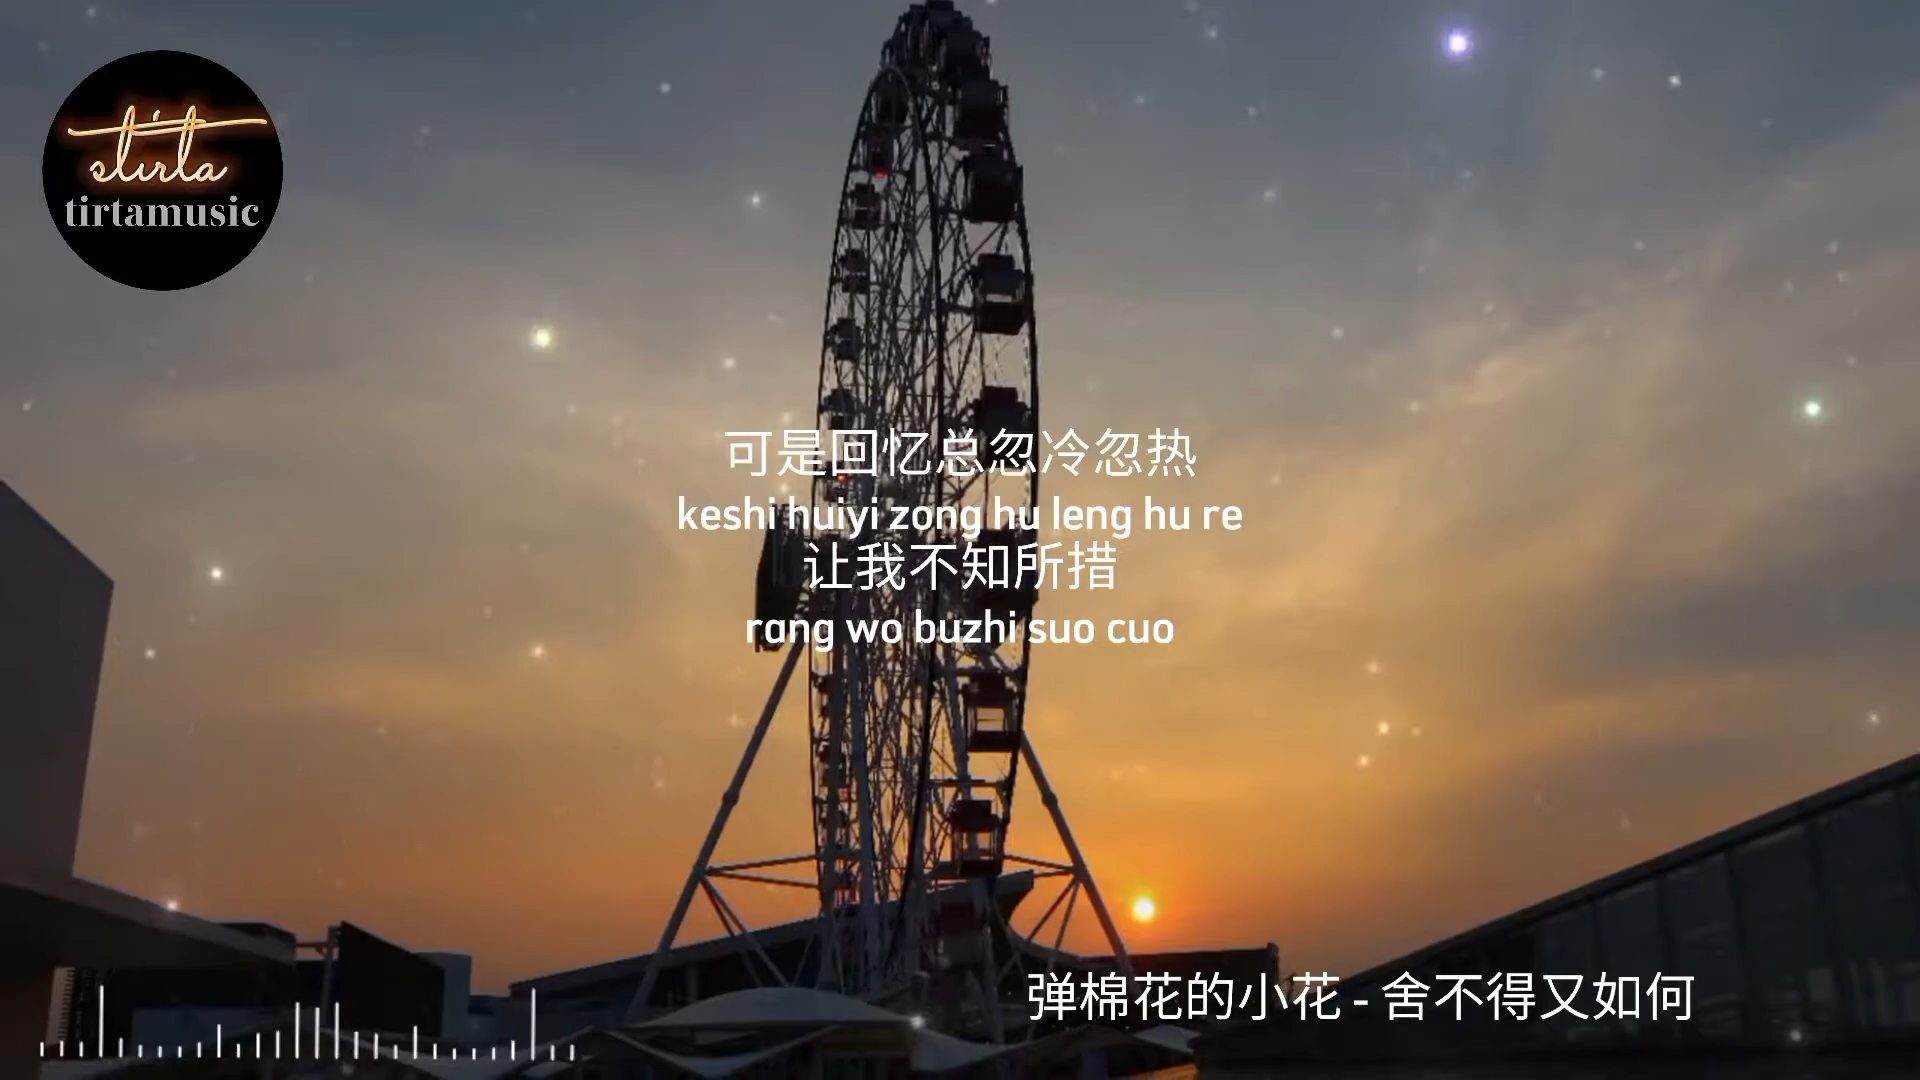 stirta
tirtamusic
可是回忆总忽冷忽热
keshi huiyi zong hu leng hu re
让我不知所措
rang wo buzhi suo cuo
弹棉花的小花 - 舍不得又如何